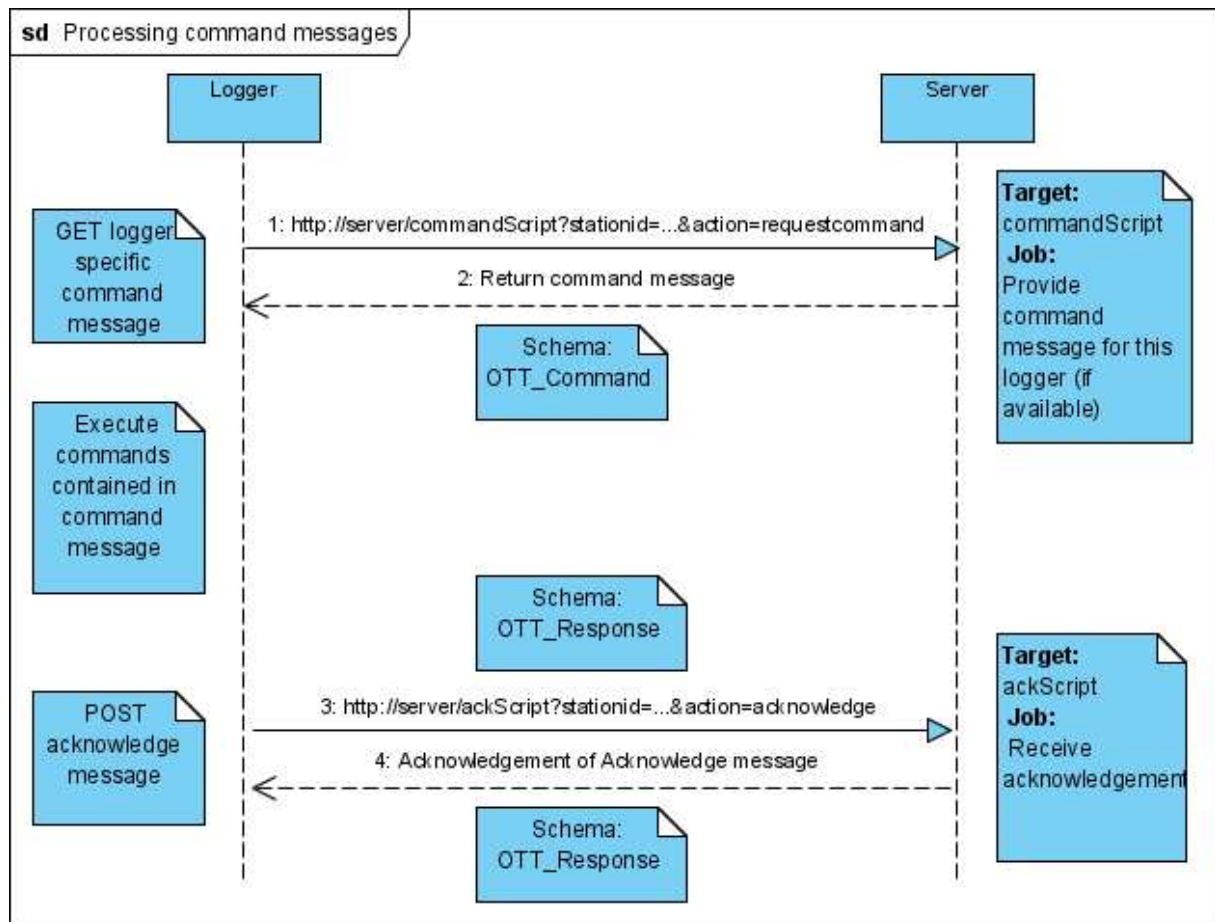 sd Processing command messages
Logger
Server
GET logger
specific
command
message
1: http://server/commandScript?stationid=...&action=requestcommand
2: Return command message
Schema:
OTT_Command
Target:
commandScript
Job:
Provide
command
message for this
logger (if
available)
Execute
commands
contained in
command
message
Schema:
OTT_Response
POST
acknowledge
message
3: http://server/ackScript?stationid=...&action=acknowledge
4: Acknowledgement of Acknowledge message
Schema:
OTT_Response
Target:
ackScript
Job:
Receive
acknowledgement